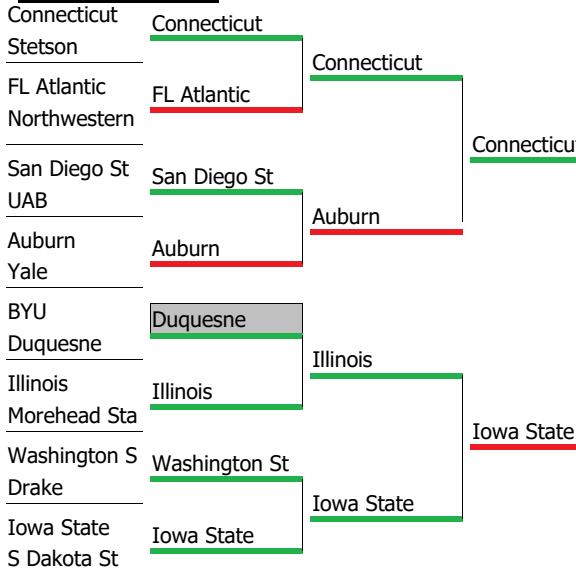 Connecticut
Stetson
FL Atlantic
Northwestern
San Diego St
UAB
Auburn
Yale
BYU
Duquesne
Illinois
Morehead Sta
Washington S
Drake
Iowa State
S Dakota St
Connecticut
FL Atlantic
San Diego St
Auburn
Duquesne
Illinois
Washington St
Iowa State
Connecticut
Auburn
Illinois
Iowa State
Connecticu
Iowa State